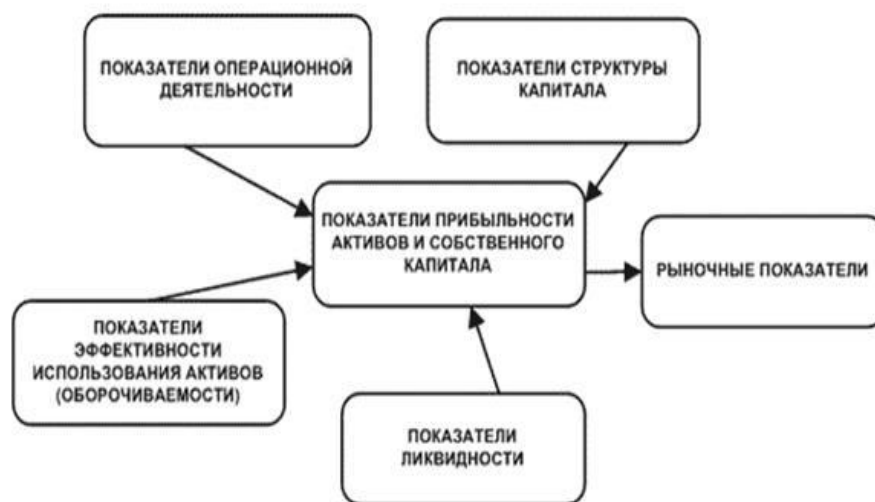 ПОКАЗАТЕЛИ ОПЕРАЦИОННОЙ
ДЕЯТЕЛЬНОСТИ
ПОКАЗАТЕЛИ СТРУКТУРЫ
КАПИТАЛА
ПОКАЗАТЕЛИ ПРИБЫЛЬНОСТИ
АКТИВОВ И СОБСТВЕННОГО
КАПИТАЛА
РЫНОЧНЫЕ ПОКАЗАТЕЛИ
ПОКАЗАТЕЛИ
ЭФФЕКТИВНОСТИ
ИСПОЛЬЗОВАНИЯ АКТИВОВ
(ОБОРОЧИВАЕМОСТИ)
ПОКАЗАТЕЛИ
ЛИКВИДНОСТИ